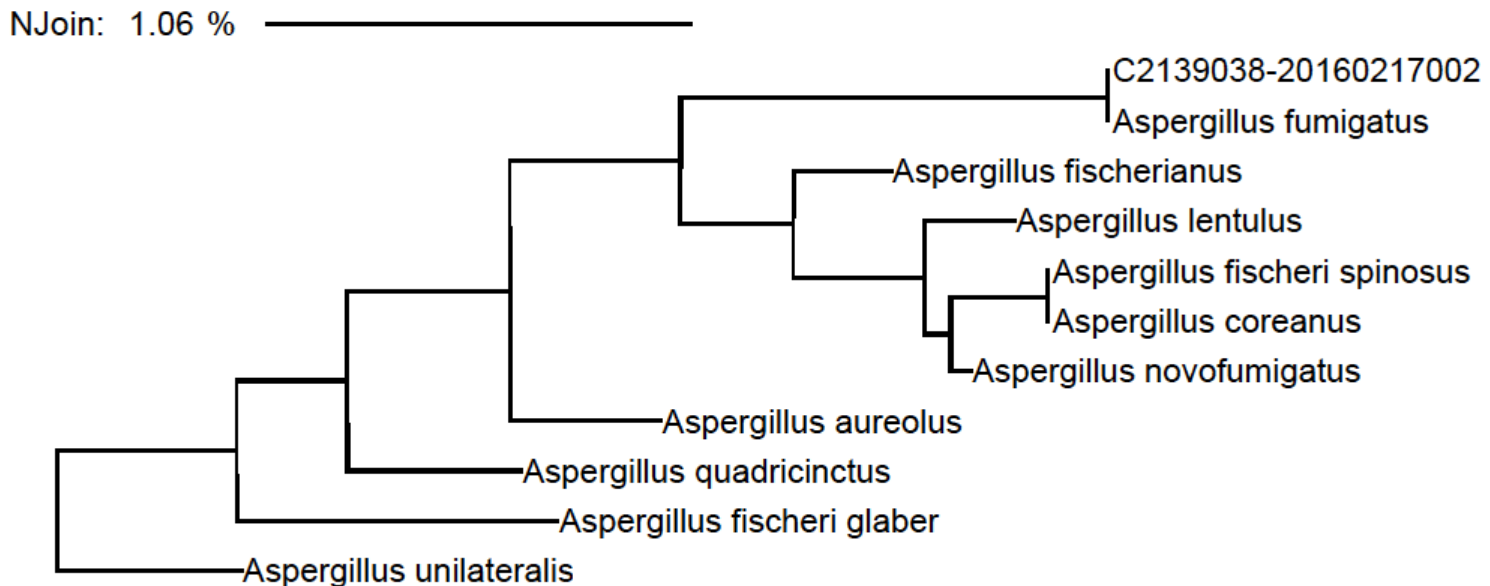 NJoin: 1.06 %
C2139038-20160217002
Aspergillus fumigatus
Aspergillus fischerianus
Aspergillus lentulus
Aspergillus fischeri spinosus
Aspergillus coreanus
Aspergillus novofumigatus
Aspergillus aureolus
Aspergillus quadricinctus
Aspergillus fischeri glaber
Aspergillus unilateralis